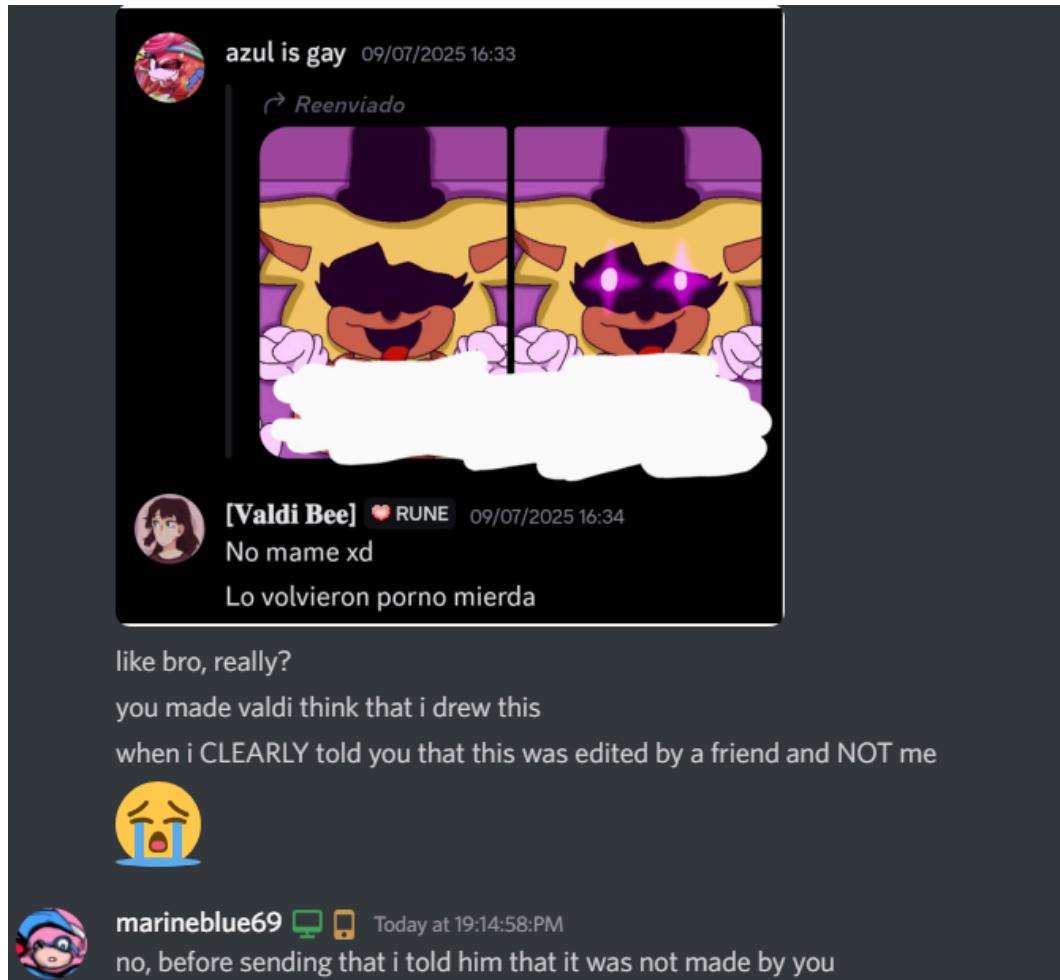 azul is gay 09/07/2025 16:33
Reenviado
[Valdi Bee] RUNE 09/07/2025 16:34
No mame xd
Lo volvieron porno mierda
like bro, really?
you made valdi think that i drew this
when i CLEARLY told you that this was edited by a friend and NOT me
marineblue69 Today at 19:14:58:PM
no, before sending that i told him that it was not made by you